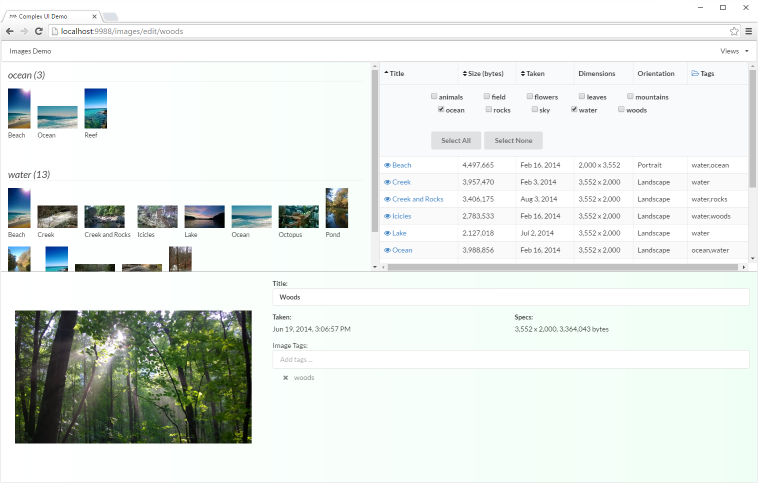 Complex UI Demo
localhost:9988/images/edit/woods
Images Demo
Views
ocean (3)
Beach Ocean Reef
water (13)
Beach Creek Creek and Rocks Icicles Lake Ocean Octopus Pond
Title Size (bytes) Taken Dimensions Orientation Tags
animals field flowers leaves mountains
ocean rocks sky water woods
Select All Select None
Beach 4,497,665 Feb 16, 2014 2,000 x 3,552 Portrait water,ocean
Creek 3,957,470 Feb 3, 2014 3,552 x 2,000 Landscape water
Creek and Rocks 3,406,175 Aug 3, 2014 3,552 x 2,000 Landscape water,rocks
Icicles 2,783,533 Feb 16, 2014 3,552 x 2,000 Landscape water,woods
Lake 2,127,018 Jul 2, 2014 3,552 x 2,000 Landscape water
Ocean 3,988,856 Feb 16, 2014 3,552 x 2,000 Landscape ocean,water
Title:
Woods
Taken: Specs:
Jun 19, 2014, 3:06:57 PM 3,552 x 2,000, 3,364,043 bytes
Image Tags:
Add tags ...
woods